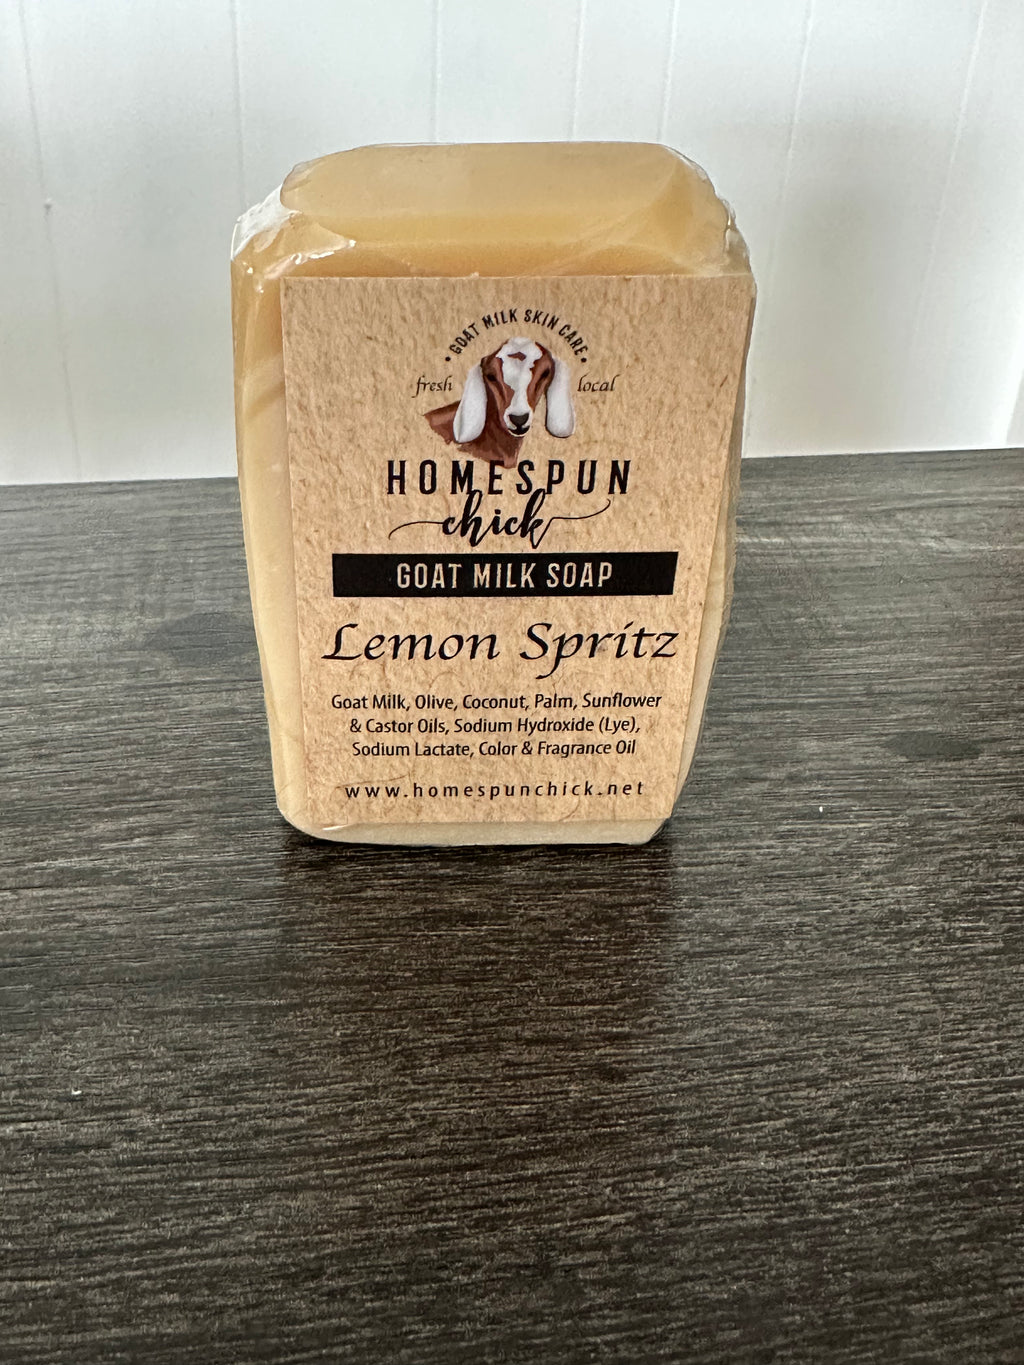 • GOAT MILK SKIN CARE •
fresh local
HOMESPUN
chick
GOAT MILK SOAP
Lemon Spritz
Goat Milk, Olive, Coconut, Palm, Sunflower
& Castor Oils, Sodium Hydroxide (Lye),
Sodium Lactate, Color & Fragrance Oil
www.homespunchick.net